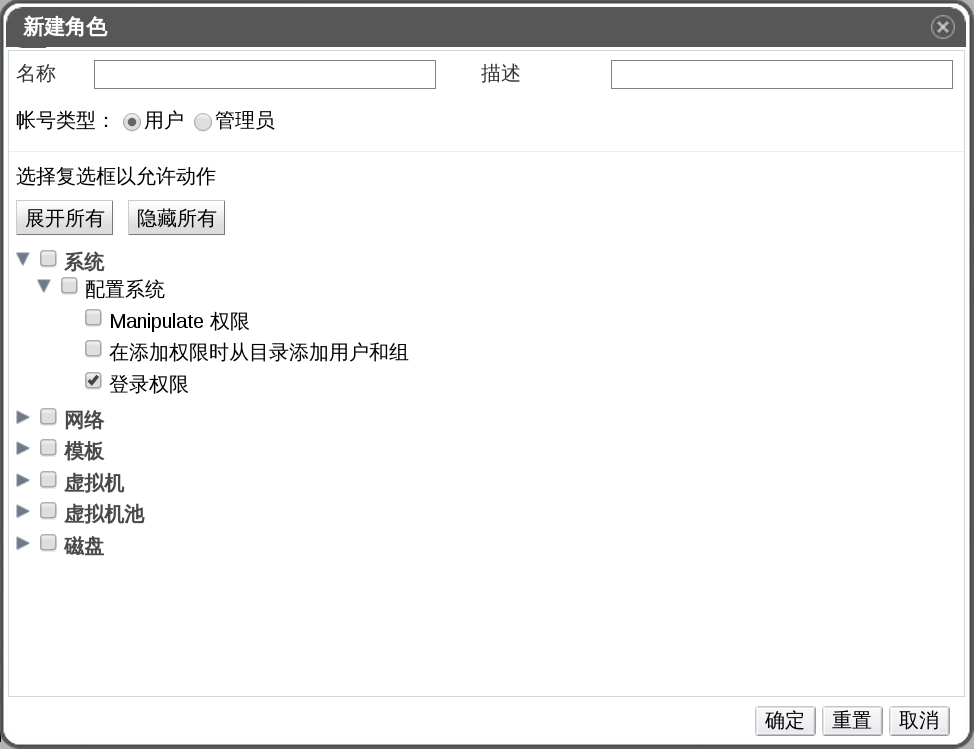 新建角色
名称 描述
帐号类型： 用户 管理员
选择复选框以允许动作
展开所有 隐藏所有
系统
配置系统
Manipulate 权限
在添加权限时从目录添加用户和组
登录权限
网络
模板
虚拟机
虚拟机池
磁盘
确定 重置 取消